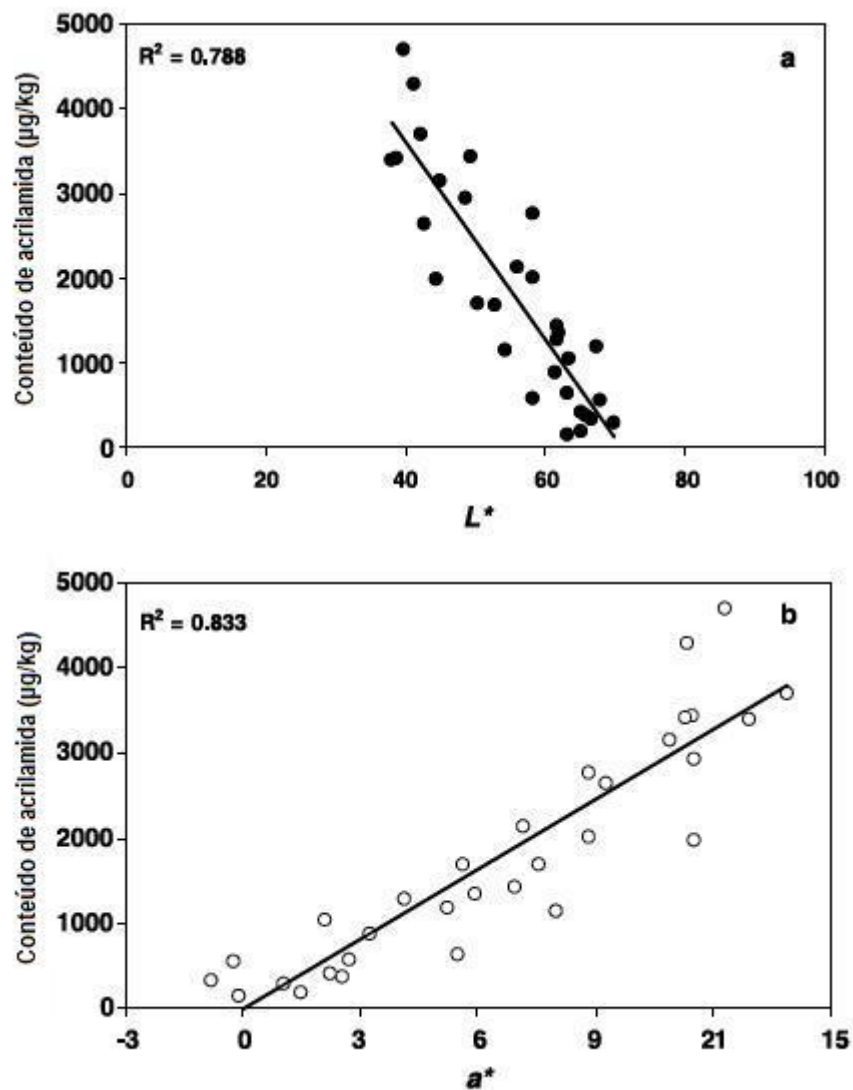 R² = 0.788
a
Conteúdo de acrilamida (µg/kg)
5000
4000
3000
2000
1000
0
0 20 40 60 80 100
L*
R² = 0.833
b
Conteúdo de acrilamida (µg/kg)
5000
4000
3000
2000
1000
0
-3 0 3 6 9 21 15
a*